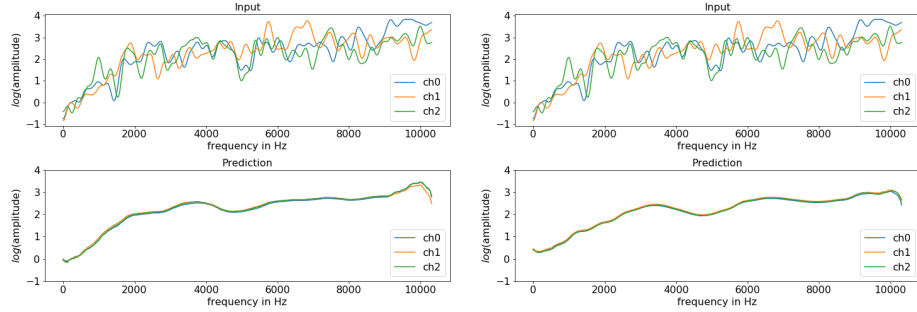 Input
log(amplitude)
4
3
2
1
0
−1
ch0
ch1
ch2
0 2000 4000 6000 8000 10000
frequency in Hz
Input
log(amplitude)
4
3
2
1
0
−1
ch0
ch1
ch2
0 2000 4000 6000 8000 10000
frequency in Hz
Prediction
log(amplitude)
4
3
2
1
0
−1
ch0
ch1
ch2
0 2000 4000 6000 8000 10000
frequency in Hz
Prediction
log(amplitude)
4
3
2
1
0
−1
ch0
ch1
ch2
0 2000 4000 6000 8000 10000
frequency in Hz